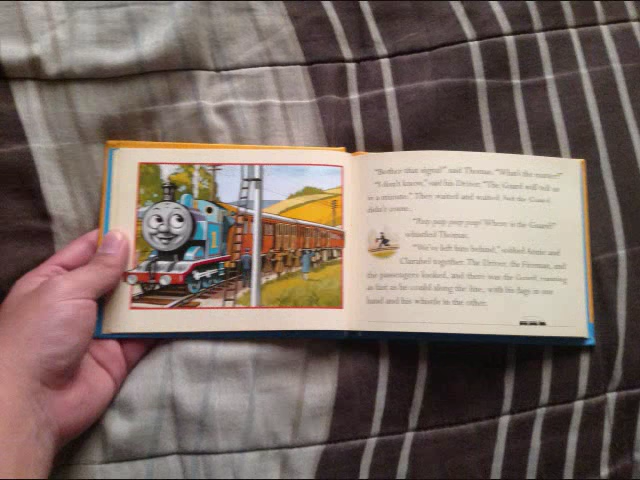 "Bother that signal!" said Thomas. "What's the matter?"
"I don't know," said his Driver. "The Guard will tell us
in a minute." They waited and waited, but the Guard
didn't come.
"Peep peep peep peep! Where is the Guard?"
whistled Thomas.
"We've left him behind," sobbed Annie and
Clarabel together. The Driver, the Fireman, and
the passengers looked, and there was the Guard, running
as fast as he could along the line, with his flags in one
hand and his whistle in the other.
1